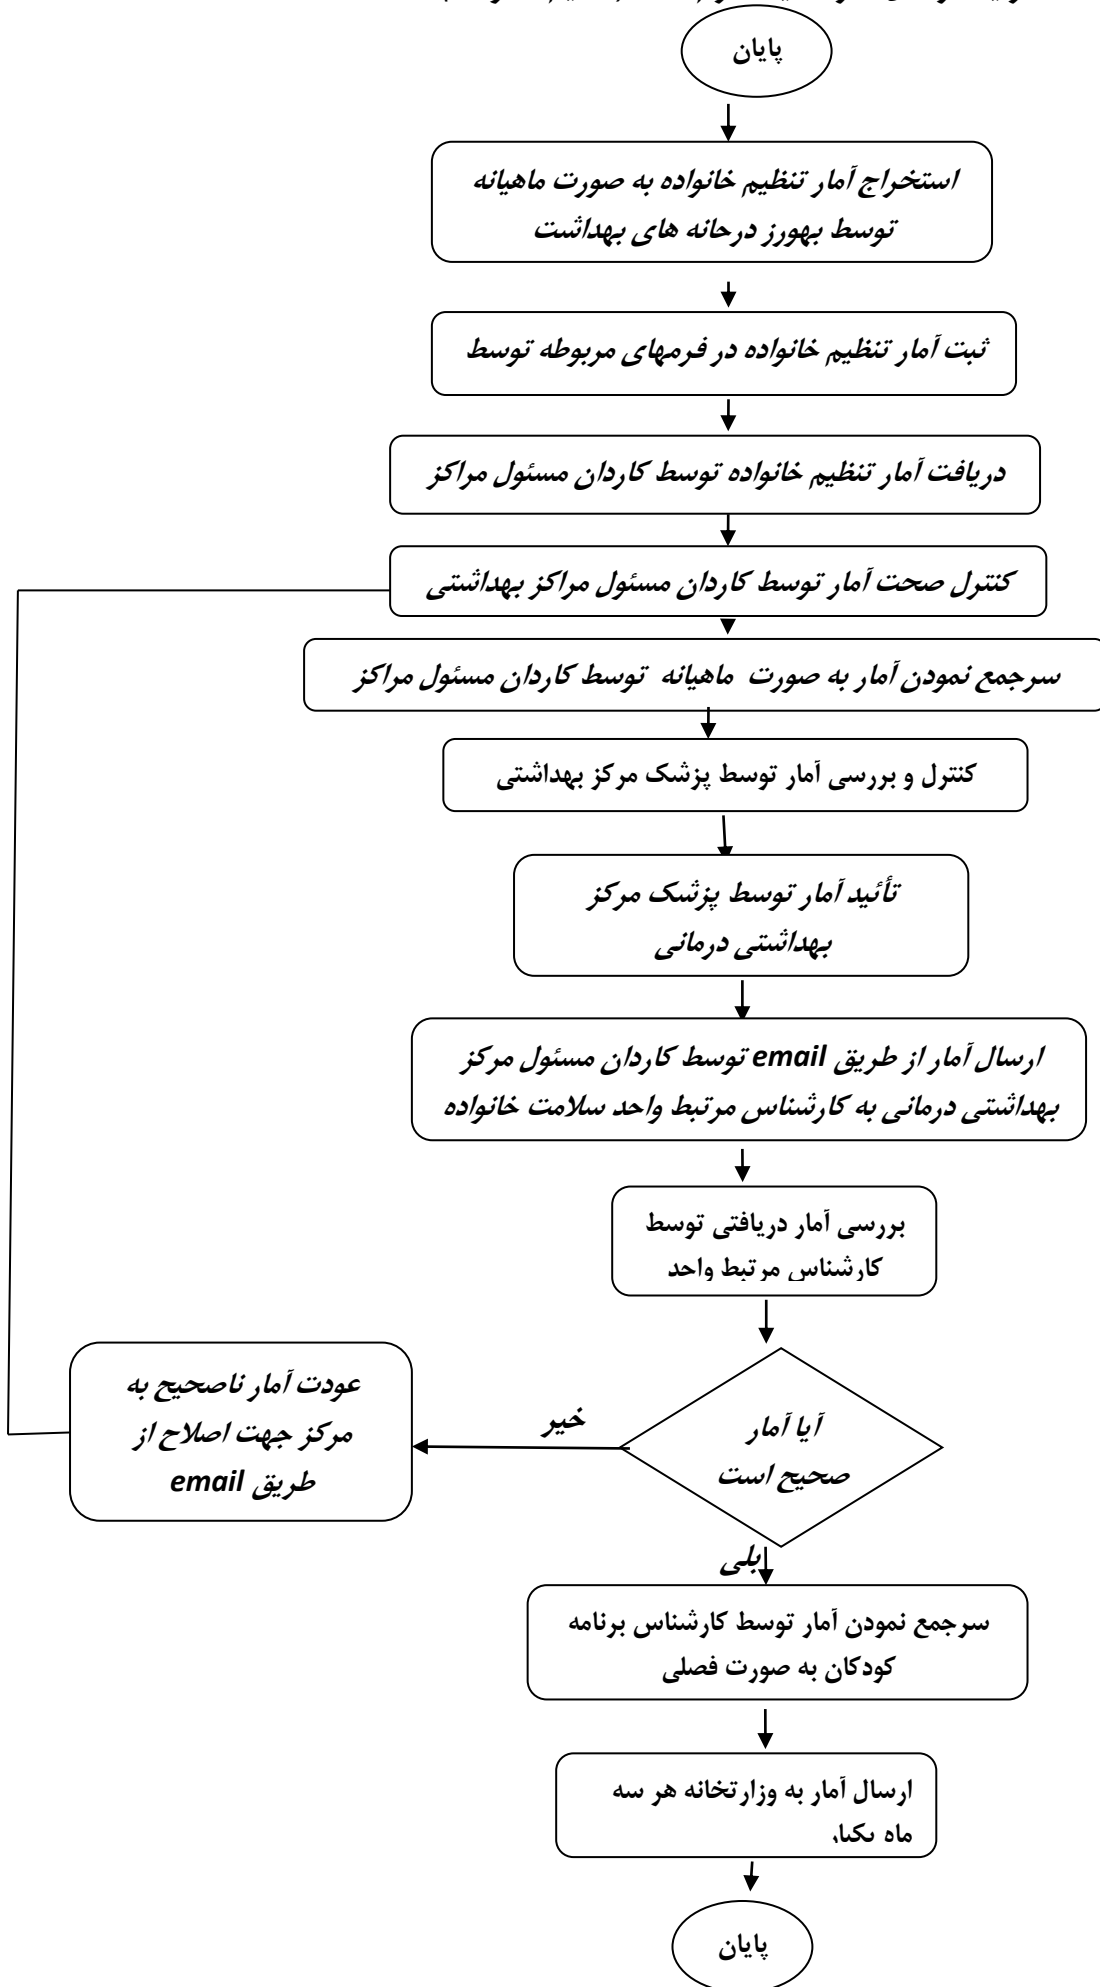 پایان
استخراج آمار تنظیم خانواده به صورت ماهیانه
توسط بهورز درحانه های بهداشت
ثبت آمار تنظیم خانواده در فرمهای مربوطه توسط
دریافت آمار تنظیم خانواده توسط کاردان مسئول مراکز
کنترل صحت آمار توسط کاردان مسئول مراکز بهداشتی
سرجمع نمودن آمار به صورت ماهیانه توسط کاردان مسئول مراکز
کنترل و بررسی آمار توسط پزشک مرکز بهداشتی
تأئید آمار توسط پزشک مرکز
بهداشتی درمانی
ارسال آمار از طریق email توسط کاردان مسئول مرکز
بهداشتی درمانی به کارشناس مرتبط واحد سلامت خانواده
بررسی آمار دریافتی توسط
کارشناس مرتبط واحد
آیا آمار
صحیح است
خیر
عودت آمار ناصحیح به
مرکز جهت اصلاح از
طریق email
بلی
سرجمع نمودن آمار توسط کارشناس برنامه
کودکان به صورت فصلی
ارسال آمار به وزارتخانه هر سه
ماه یکبار
پایان